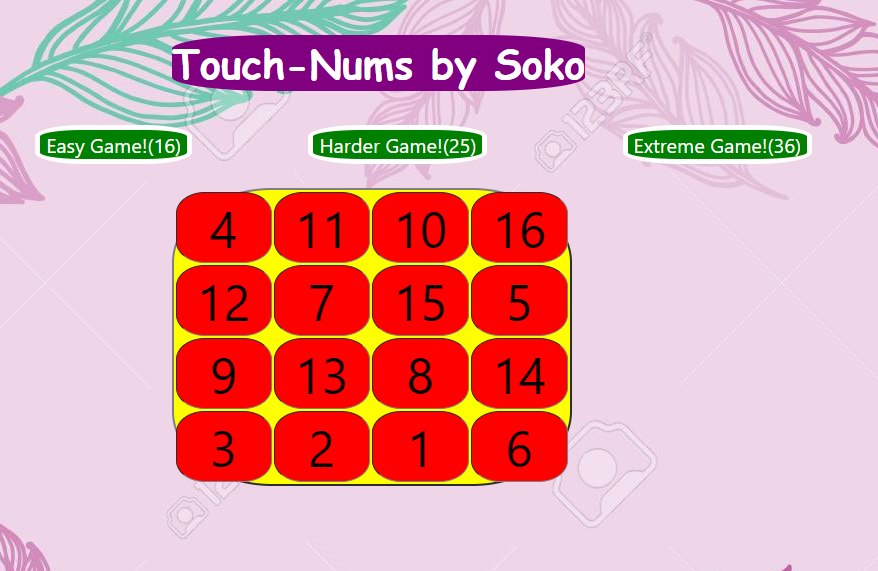 Touch-Nums by Soko
Easy Game!(16) Harder Game!(25) Extreme Game!(36)
4 11 10 16
12 7 15 5
9 13 8 14
3 2 1 6
123RF